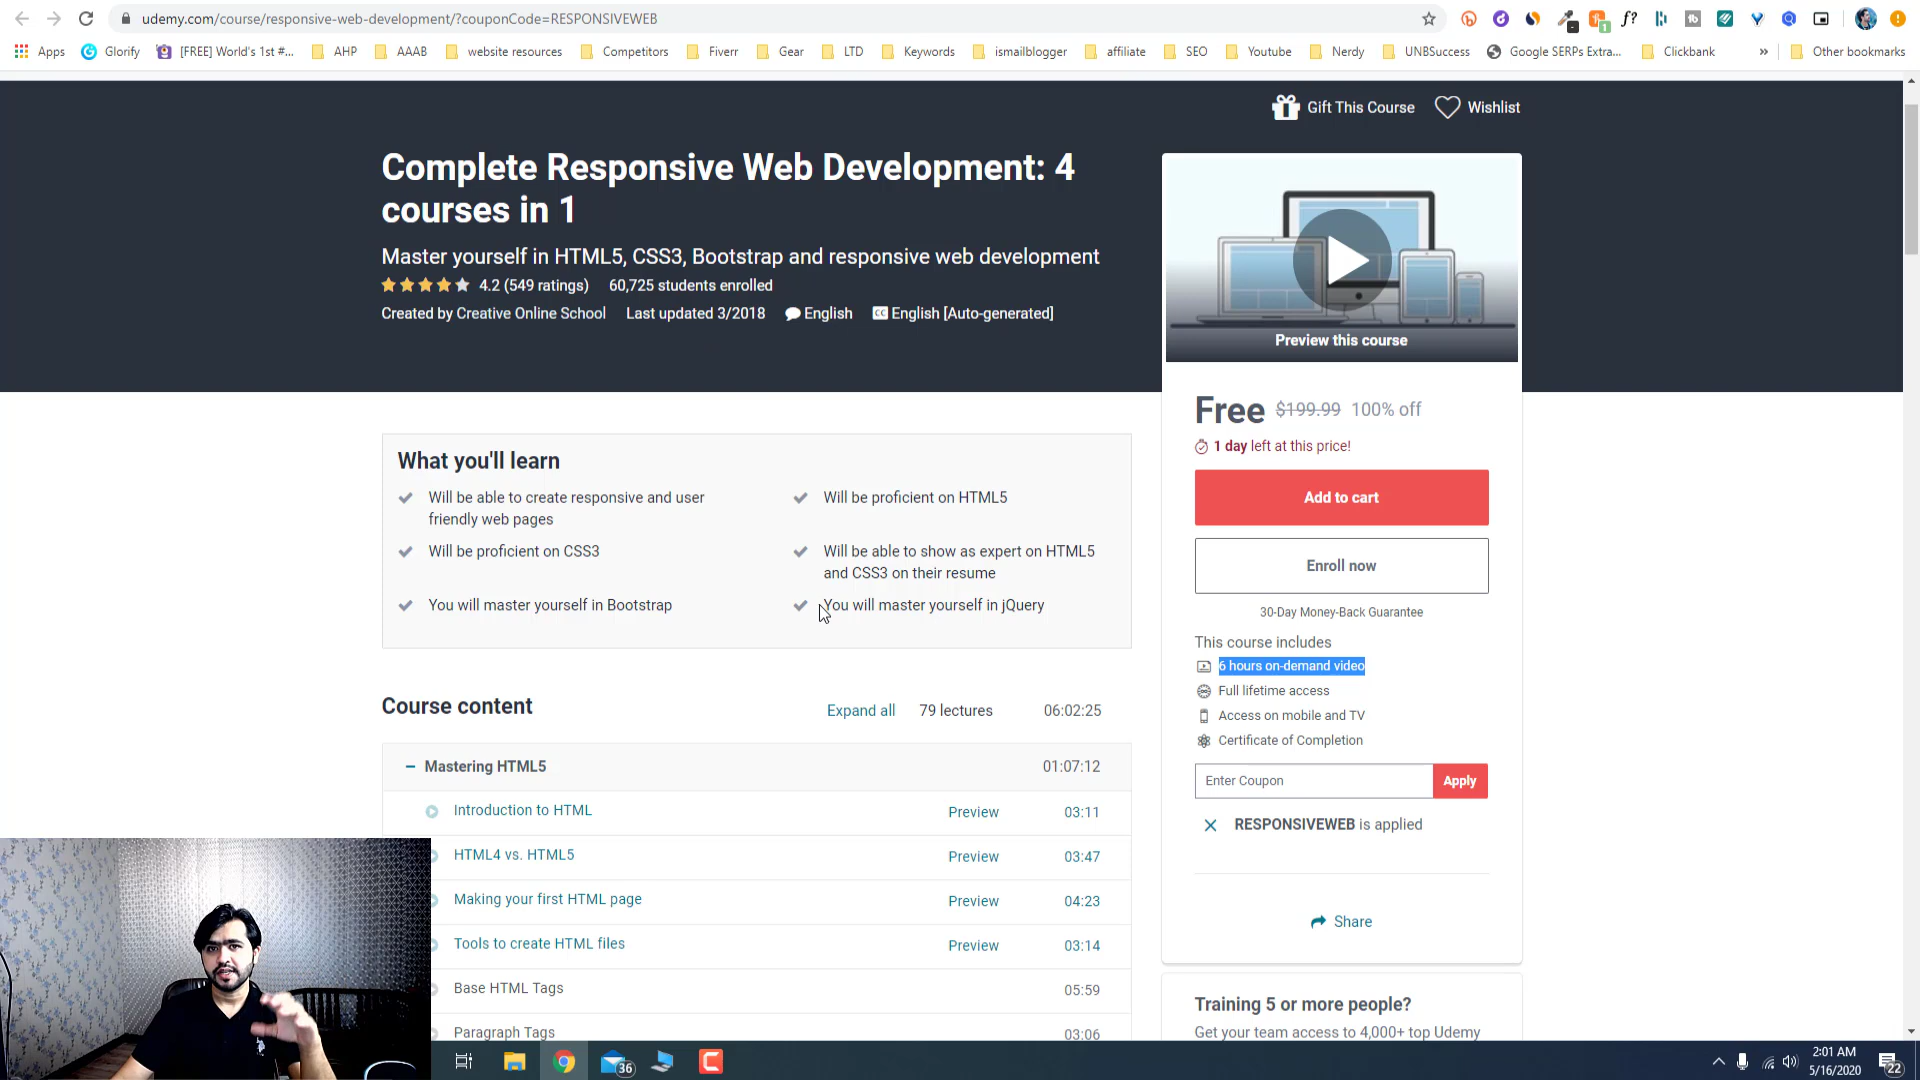 udemy.com/course/responsive-web-development/?couponCode=RESPONSIVEWEB
Apps Glorify [FREE] World's 1st #... AHP AAAB website resources Competitors Fiverr Gear LTD Keywords ismailblogger affiliate SEO Youtube Nerdy UNBSuccess Google SERPs Extra... Clickbank » Other bookmarks
Gift This Course Wishlist
Complete Responsive Web Development: 4
courses in 1
Master yourself in HTML5, CSS3, Bootstrap and responsive web development
4.2 (549 ratings) 60,725 students enrolled
Created by Creative Online School Last updated 3/2018 English CC English [Auto-generated]
Preview this course
Free $199.99 100% off
1 day left at this price!
Add to cart
Enroll now
30-Day Money-Back Guarantee
This course includes
6 hours on-demand video
Full lifetime access
Access on mobile and TV
Certificate of Completion
Enter Coupon Apply
RESPONSIVEWEB is applied
Share
Training 5 or more people?
Get your team access to 4,000+ top Udemy
What you'll learn
Will be able to create responsive and user
friendly web pages
Will be proficient on HTML5
Will be proficient on CSS3
Will be able to show as expert on HTML5
and CSS3 on their resume
You will master yourself in Bootstrap
You will master yourself in jQuery
Course content Expand all 79 lectures 06:02:25
Mastering HTML5 01:07:12
Introduction to HTML Preview 03:11
HTML4 vs. HTML5 Preview 03:47
Making your first HTML page Preview 04:23
Tools to create HTML files Preview 03:14
Base HTML Tags 05:59
Paragraph Tags 03:06
36
2:01 AM
5/16/2020
22